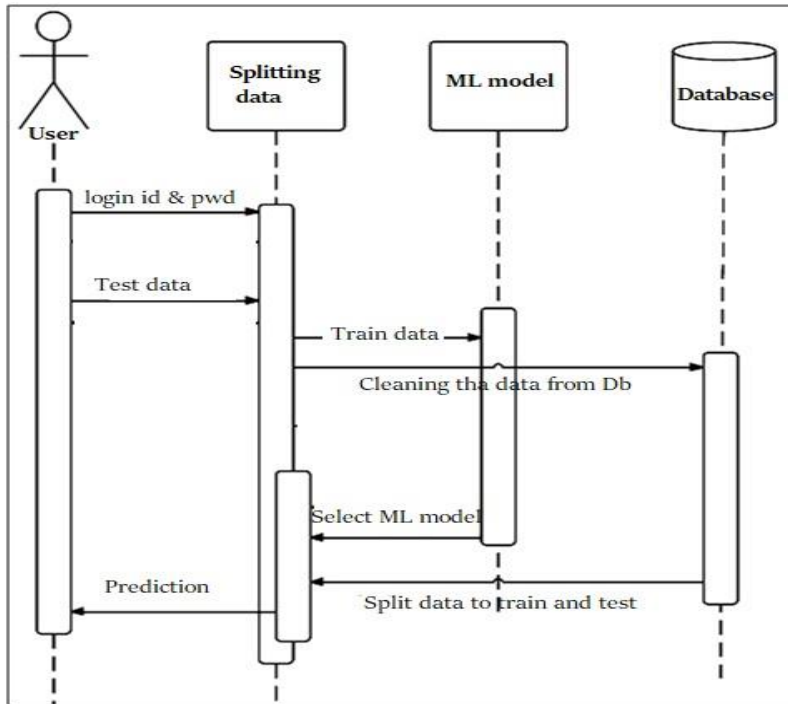 Splitting
data
ML model
Database
User
login id & pwd
Test data
Train data
Cleaning tha data from Db
Select ML model
Split data to train and test
Prediction